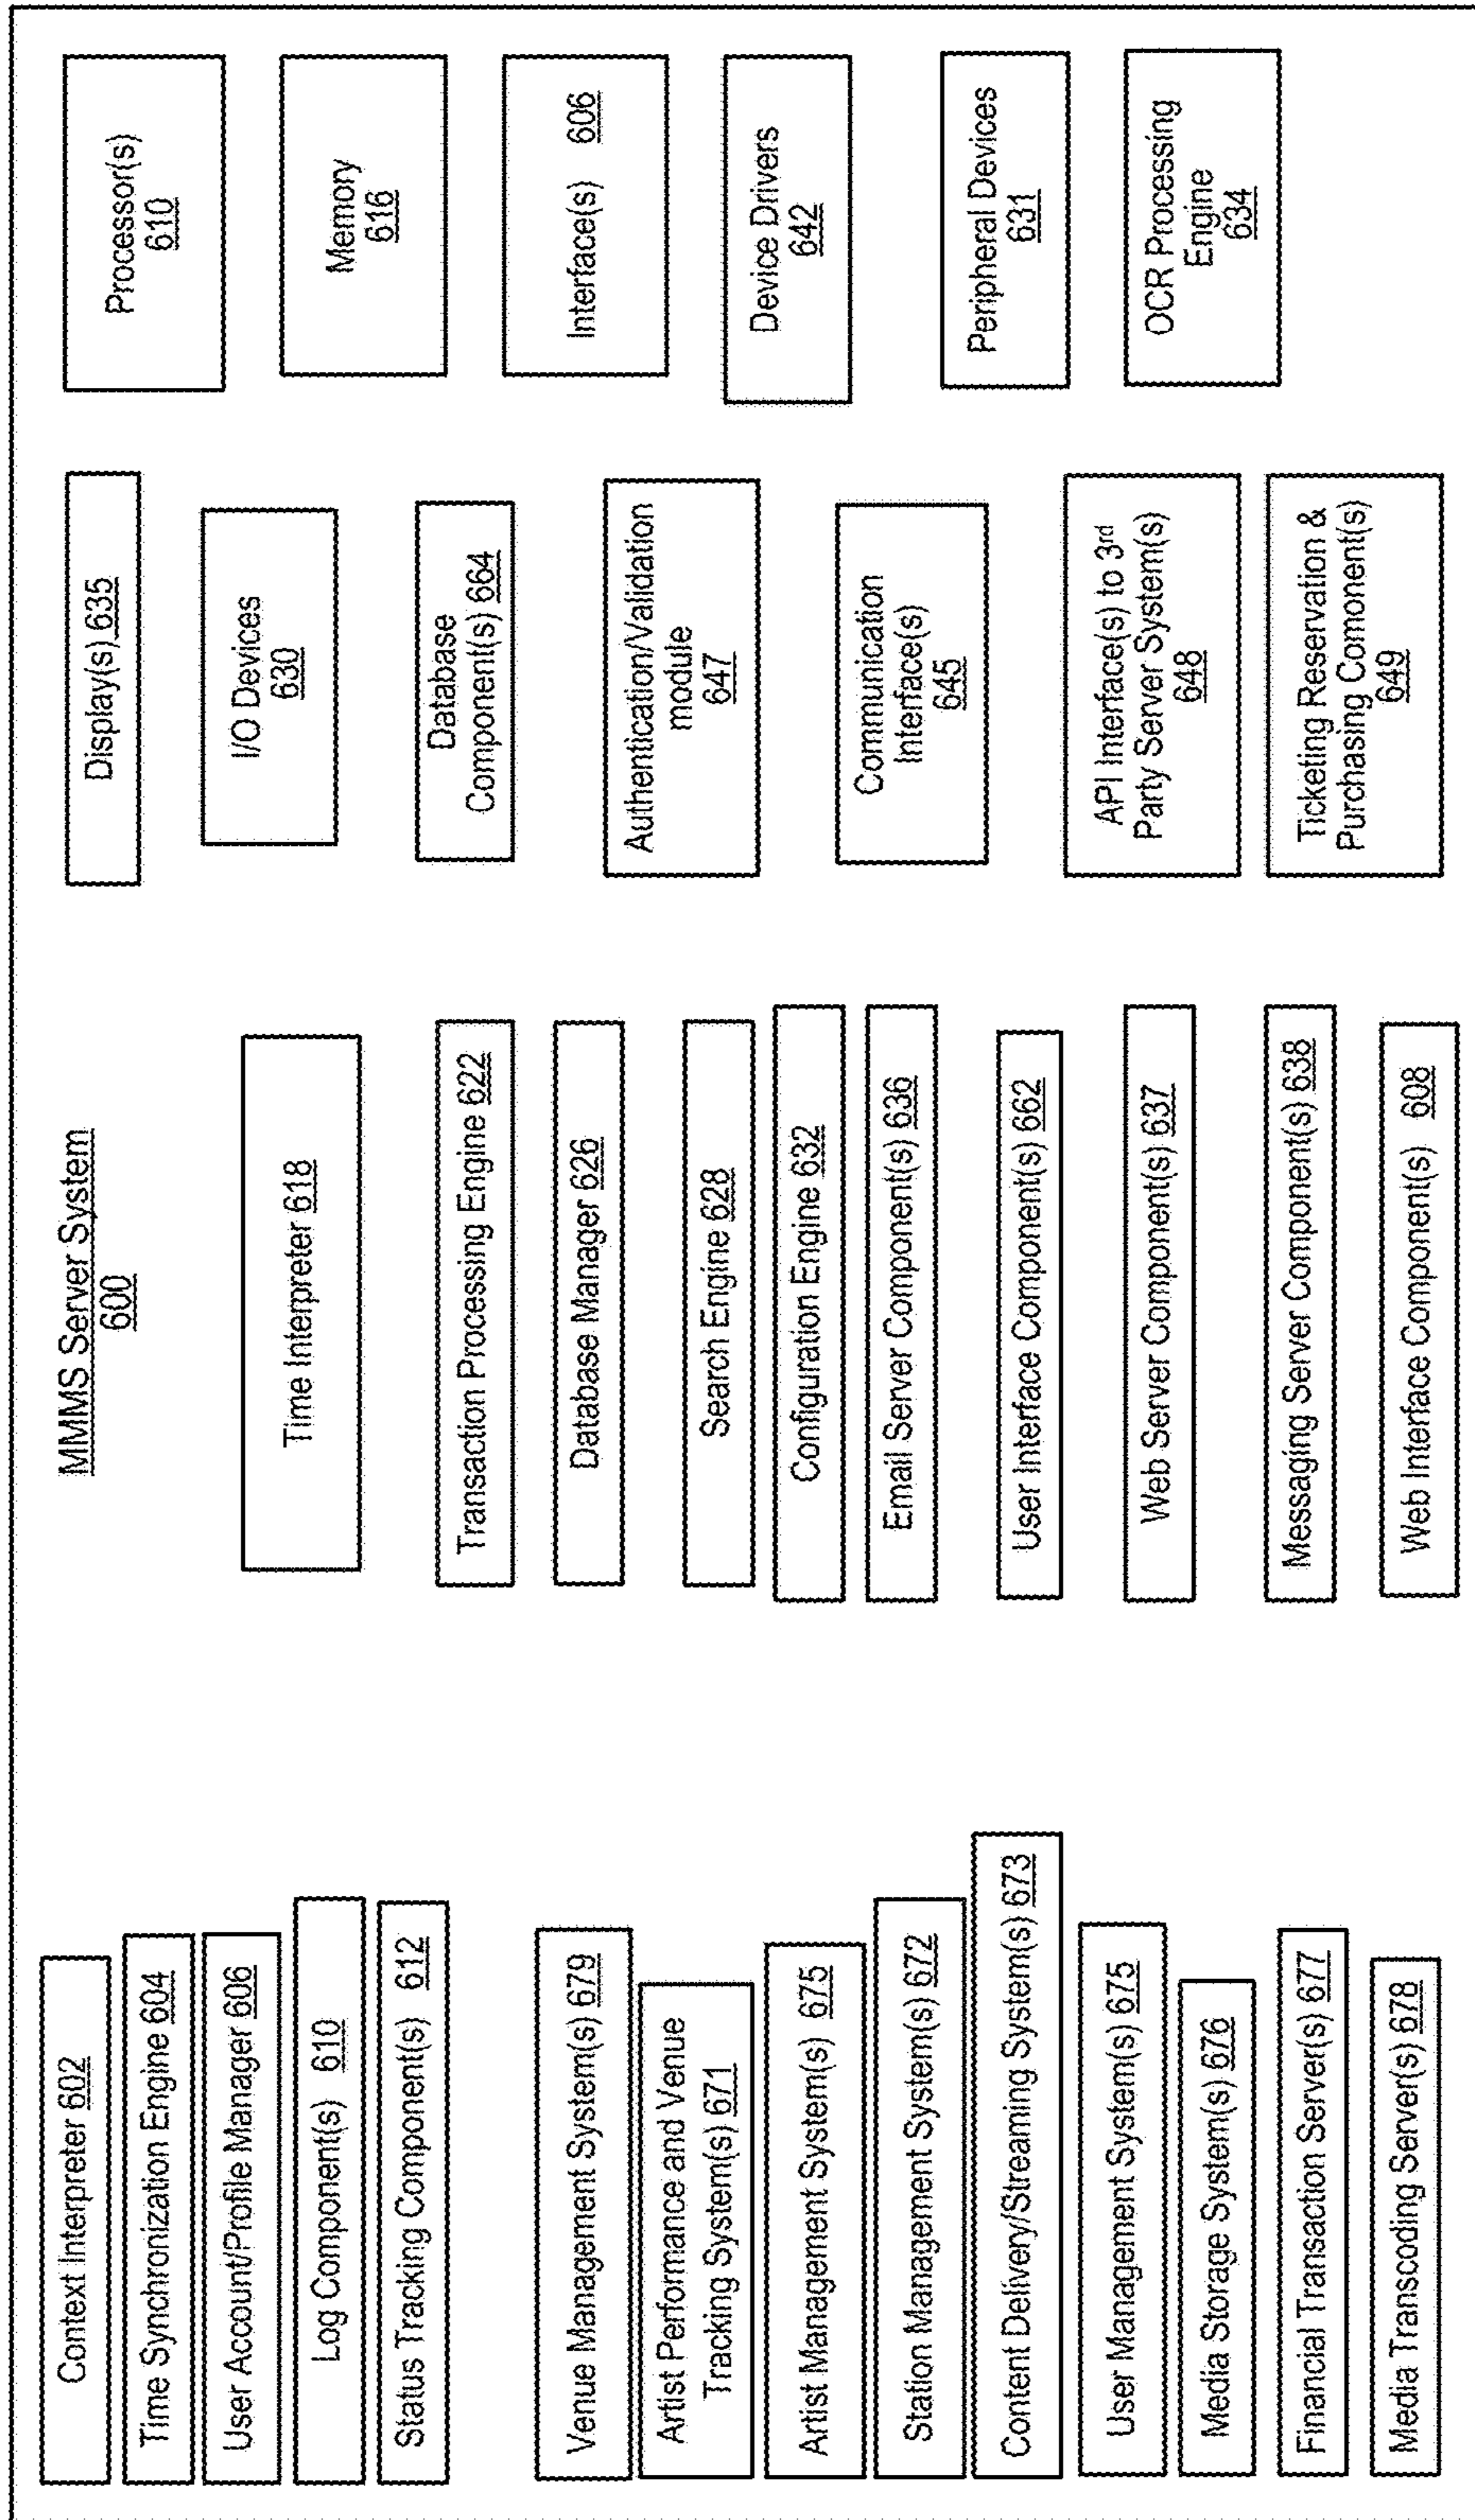 MMMS Server System
600
Context Interpreter 602
Time Synchronization Engine 604
User Account/Profile Manager 606
Log Component(s) 610
Status Tracking Component(s) 612
Venue Management System(s) 679
Artist Performance and Venue
Tracking System(s) 671
Artist Management System(s) 675
Station Management System(s) 672
Content Delivery/Streaming System(s) 673
User Management System(s) 675
Media Storage System(s) 676
Financial Transaction Server(s) 677
Media Transcoding Server(s) 678
Time Interpreter 618
Transaction Processing Engine 622
Database Manager 626
Search Engine 628
Configuration Engine 632
Email Server Component(s) 636
User Interface Component(s) 662
Web Server Component(s) 637
Messaging Server Component(s) 638
Web Interface Component(s) 608
Display(s) 635
I/O Devices
630
Database
Component(s) 664
Authentication/Validation
module
647
Communication
Interface(s)
645
API Interface(s) to 3rd
Party Server System(s)
648
Ticketing Reservation &
Purchasing Comonent(s)
649
Processor(s)
610
Memory
616
Interface(s) 606
Device Drivers
642
Peripheral Devices
631
OCR Processing
Engine
634